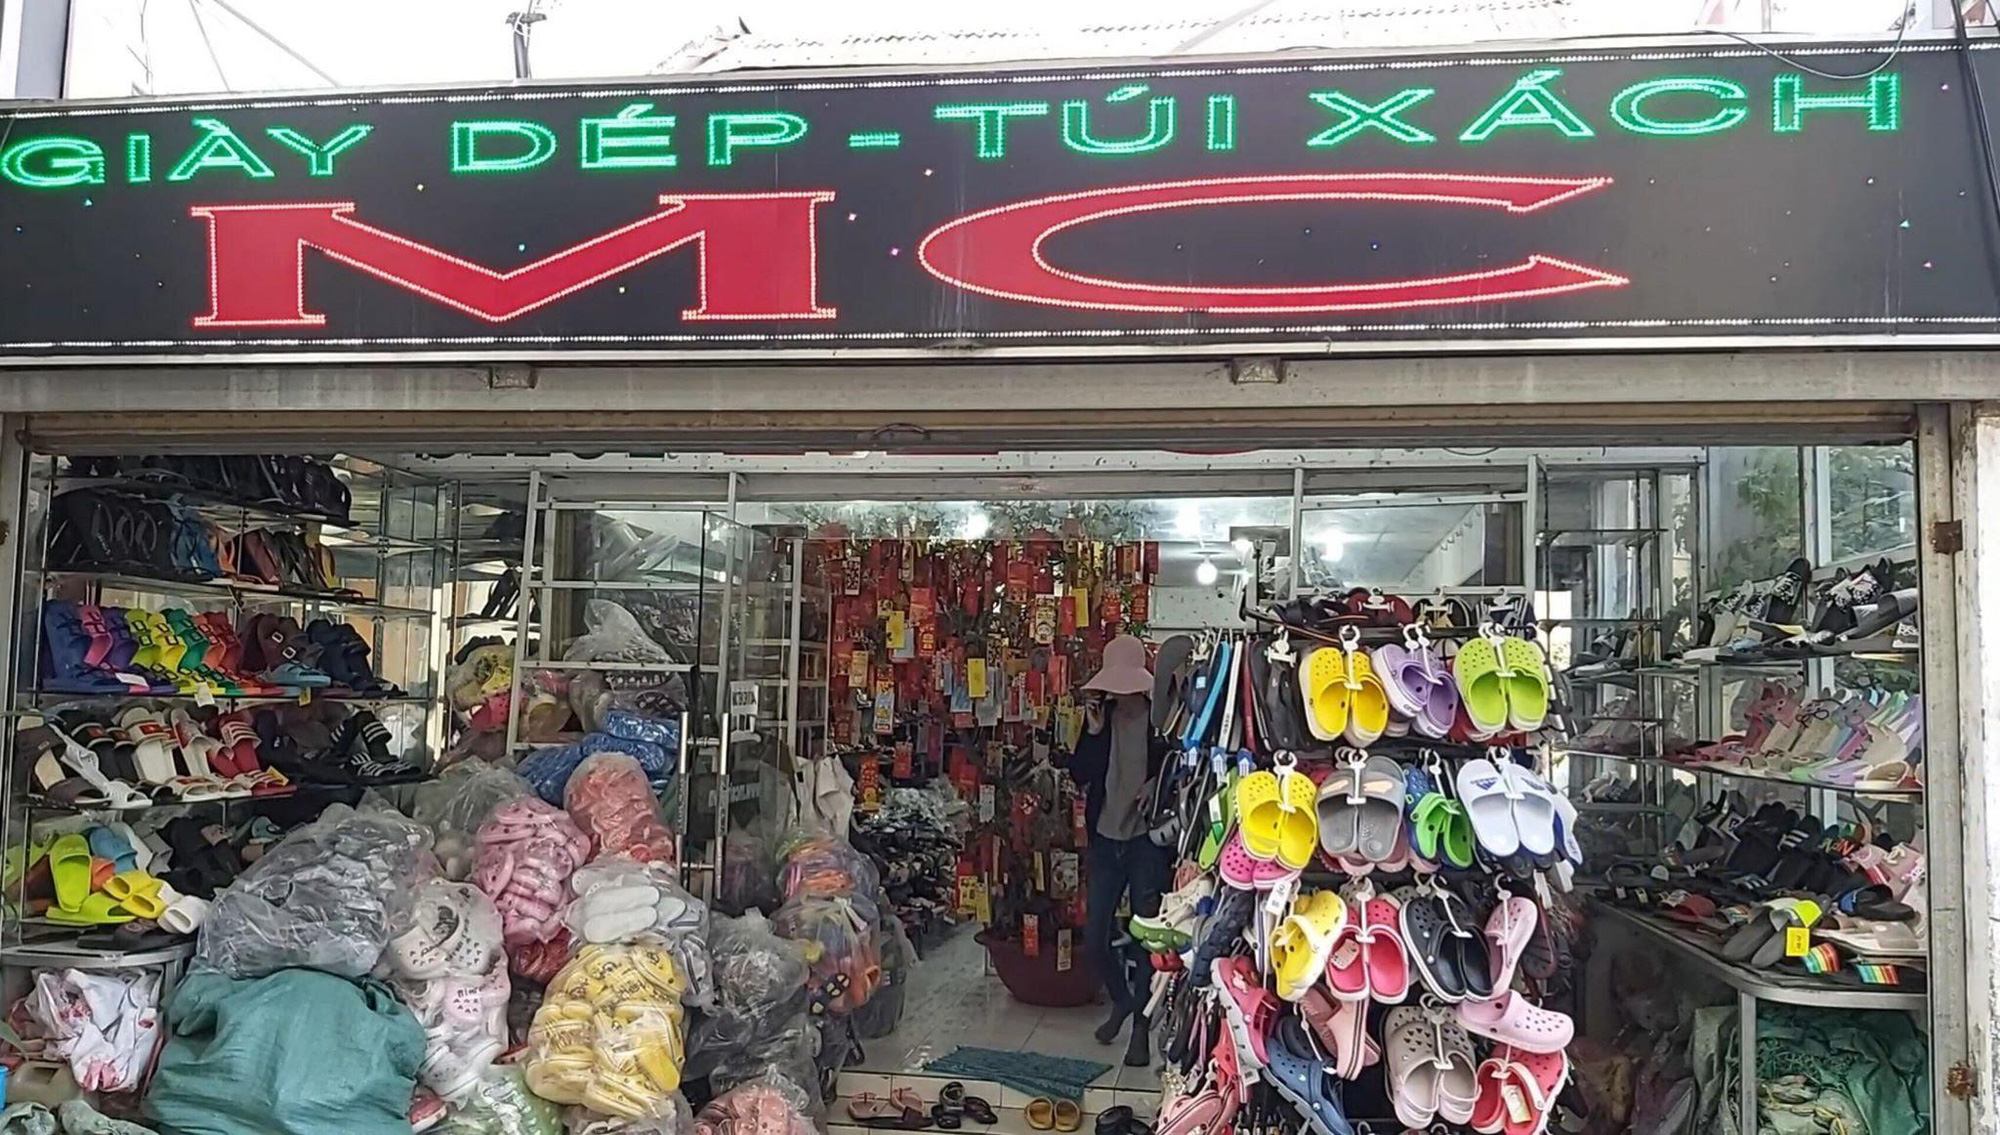 GIÀY DÉP - TÚI XÁCH
MC